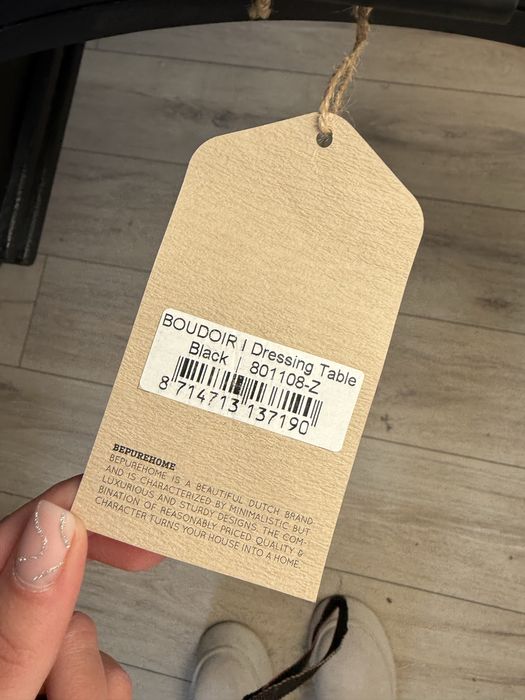 BOUDOIR | Dressing Table
Black | 801108-Z
8 714713 137190
BEPUREHOME
BEPUREHOME IS A BEAUTIFUL DUTCH BRAND
AND IS CHARACTERIZED BY MINIMALISTIC BUT
LUXURIOUS AND STURDY DESIGNS. THE COM-
BINATION OF REASONABLY PRICED QUALITY &
CHARACTER TURNS YOUR HOUSE INTO A HOME.